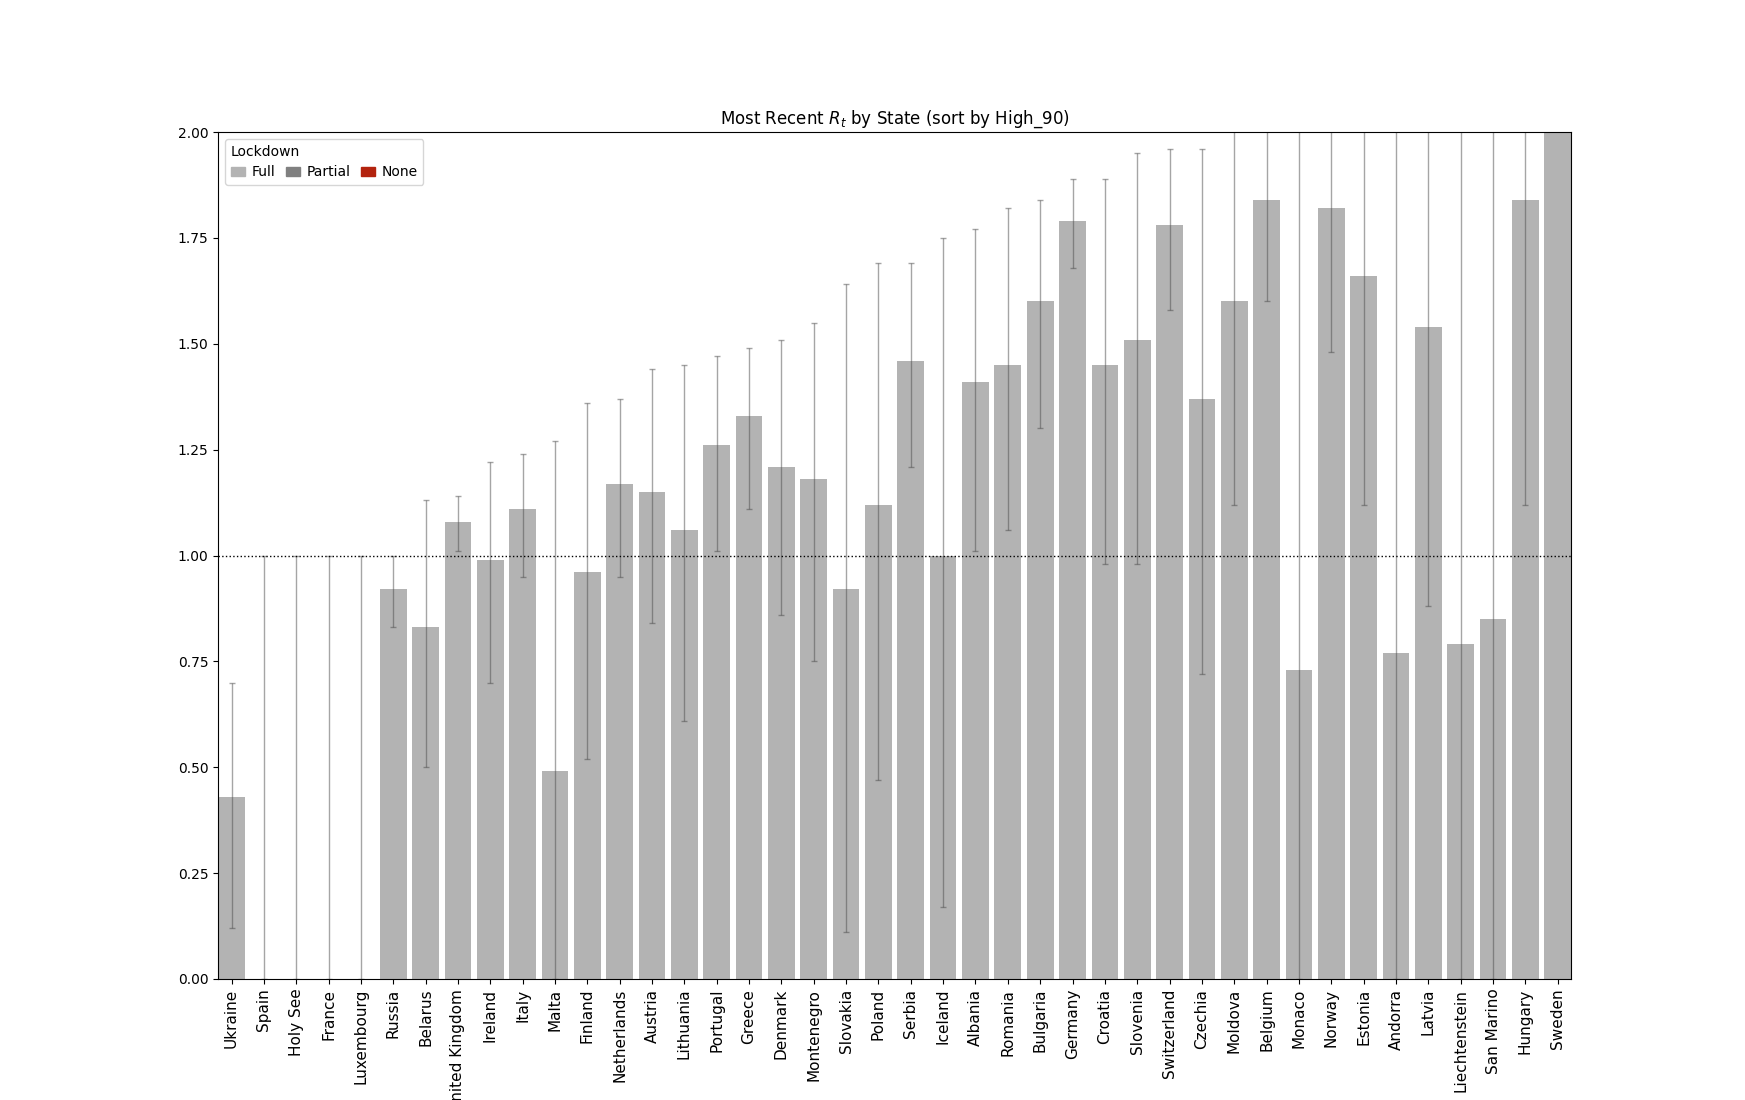 Most Recent Rt by State (sort by High_90)
2.00
1.75
1.50
1.25
1.00
0.75
0.50
0.25
0.00
Lockdown
Full Partial None
Ukraine
Spain
Holy See
France
Luxembourg
Russia
Belarus
nited Kingdom
Ireland
Italy
Malta
Finland
Netherlands
Austria
Lithuania
Portugal
Greece
Denmark
Montenegro
Slovakia
Poland
Serbia
Iceland
Albania
Romania
Bulgaria
Germany
Croatia
Slovenia
Switzerland
Czechia
Moldova
Belgium
Monaco
Norway
Estonia
Andorra
Latvia
Liechtenstein
San Marino
Hungary
Sweden